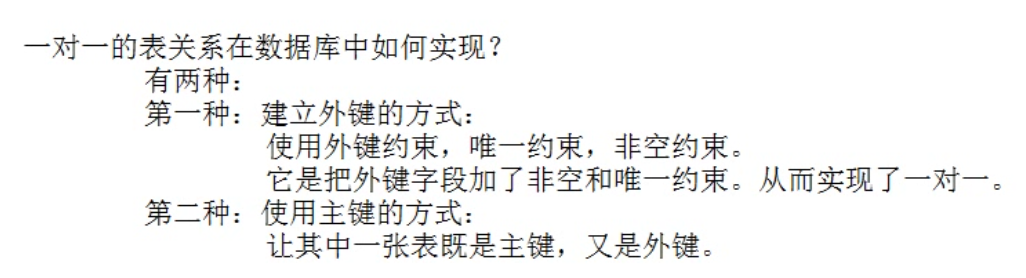 一对一的表关系在数据库中如何实现？
有两种：
第一种：建立外键的方式：
使用外键约束，唯一约束，非空约束。
它是把外键字段加了非空和唯一约束。从而实现了一对一。
第二种：使用主键的方式：
让其中一张表既是主键，又是外键。